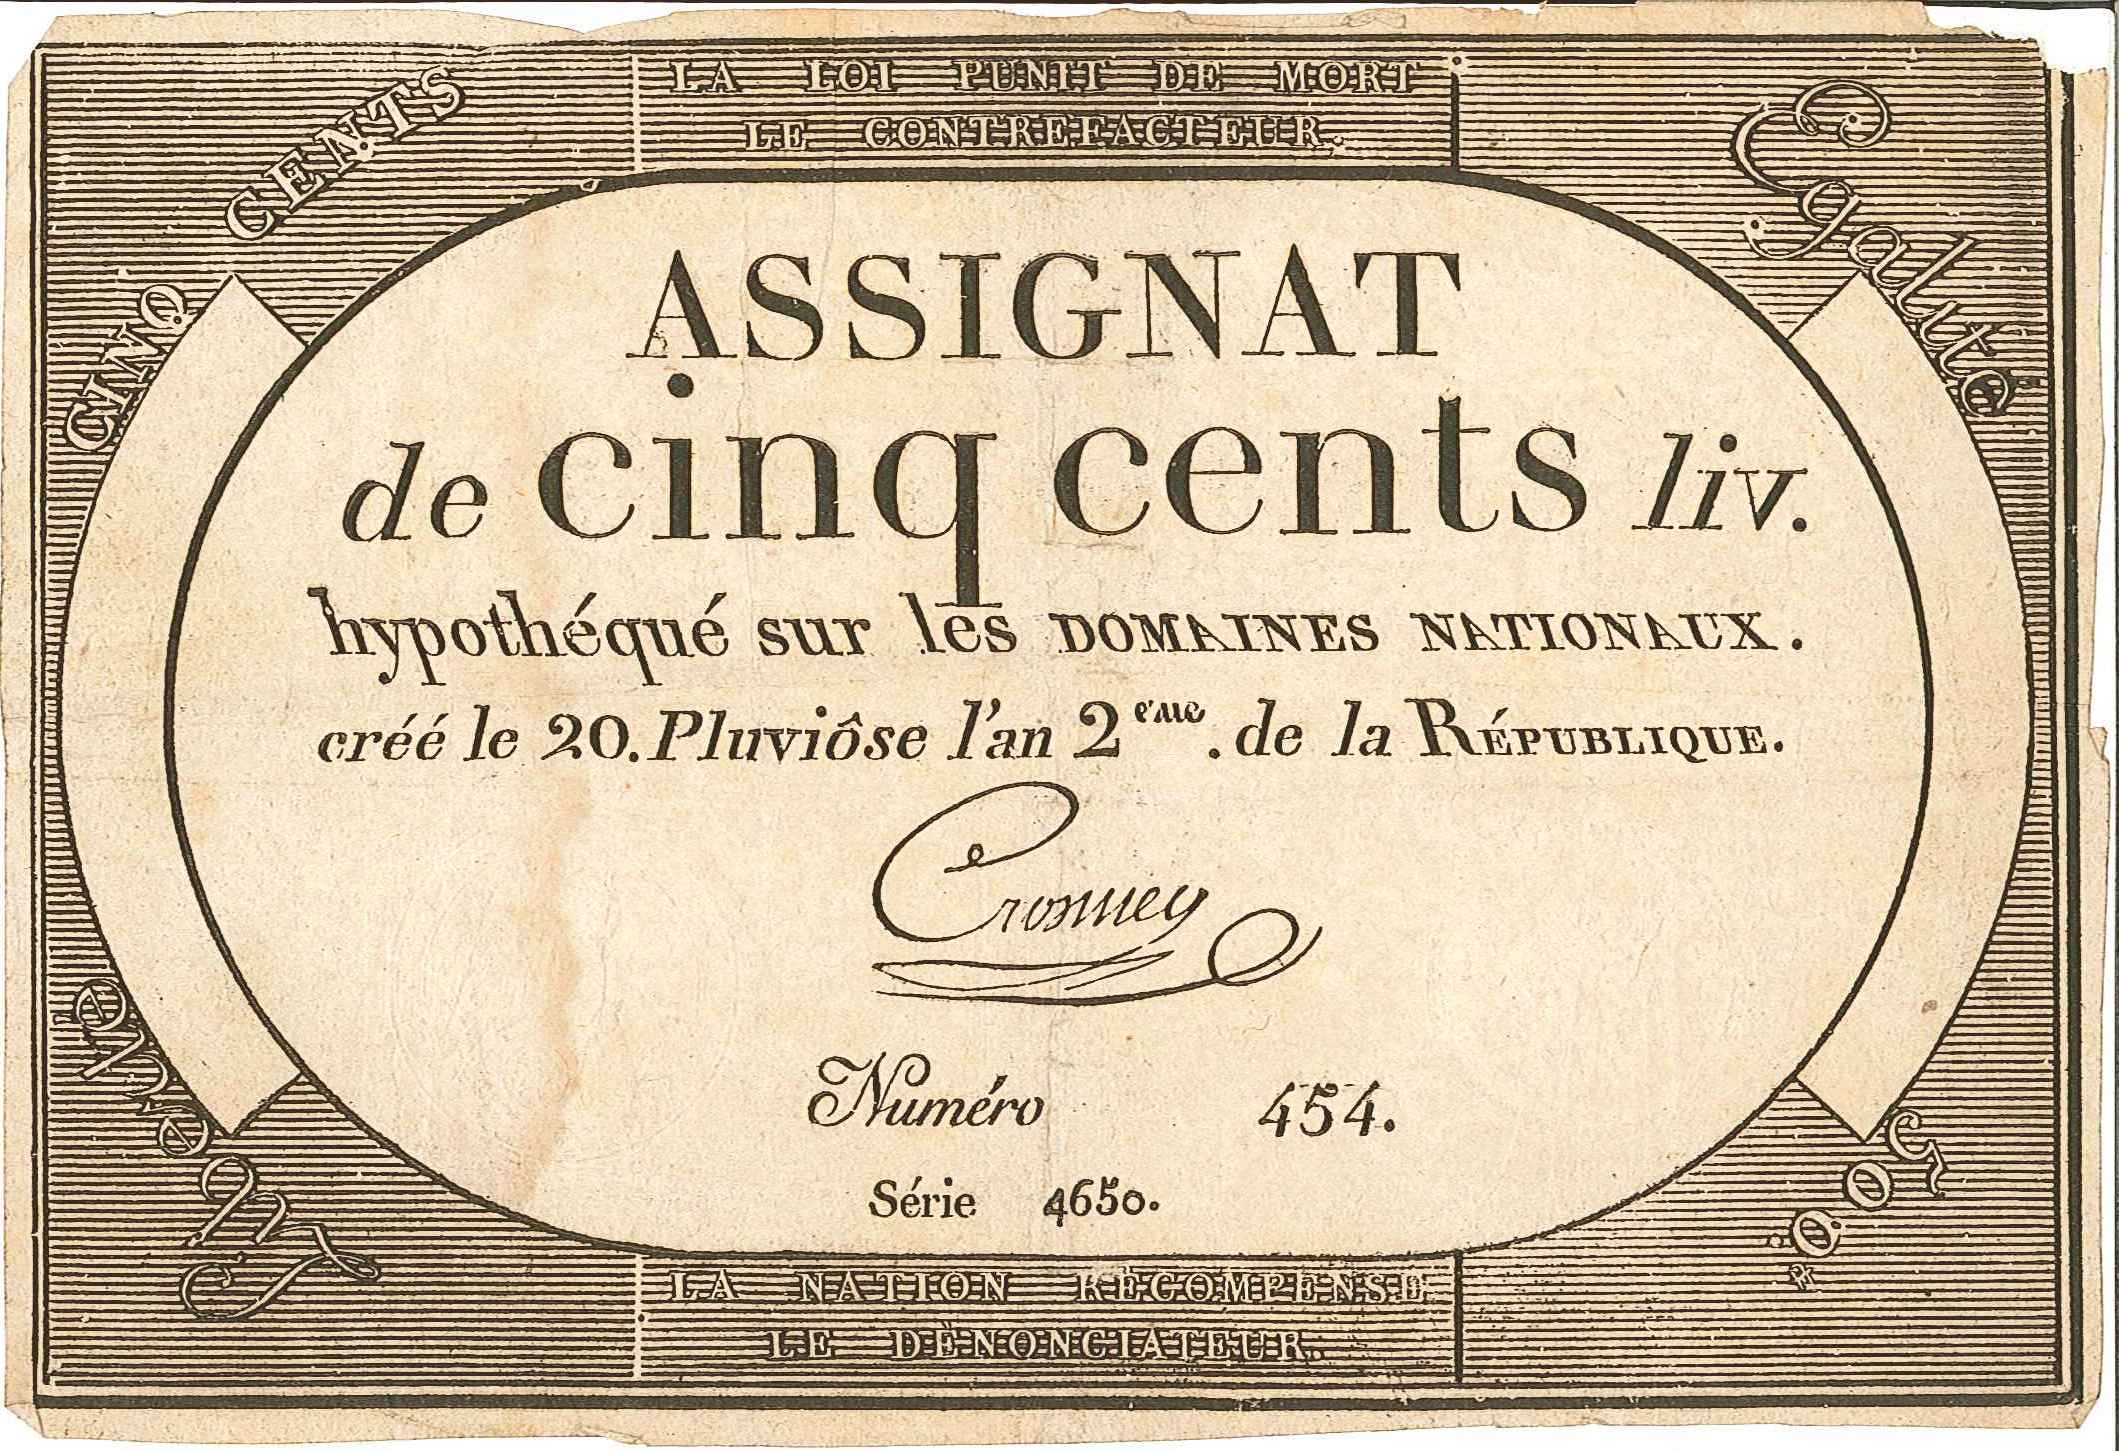 LA LOI PUNIT DE MORT
LE CONTREFACTEUR.
CINQ CENTS
Egalité
ASSIGNAT
de cinq cents liv.
hypothéqué sur les DOMAINES NATIONAUX.
créé le 20. Pluviôse l'an 2eme. de la RÉPUBLIQUE.
Numéro 454.
Série 4650.
500.
LA NATION RÉCOMPENSE
LE DÉNONCIATEUR.